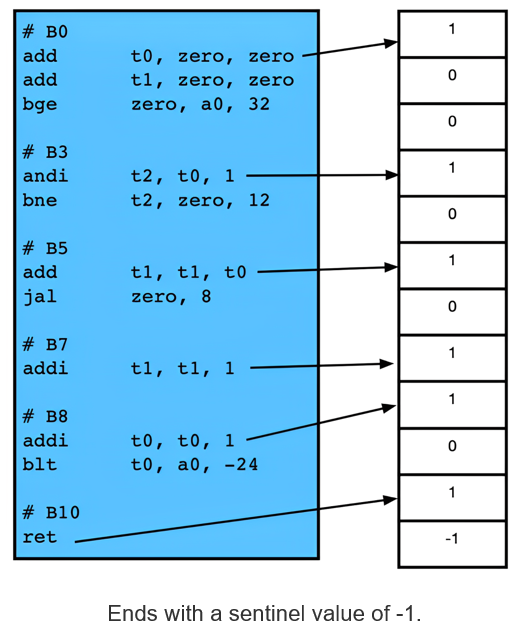 # B0
add t0, zero, zero
add t1, zero, zero
bge zero, a0, 32
# B3
andi t2, t0, 1
bne t2, zero, 12
# B5
add t1, t1, t0
jal zero, 8
# B7
addi t1, t1, 1
# B8
addi t0, t0, 1
blt t0, a0, -24
# B10
ret
1
0
0
1
0
1
0
1
1
0
1
-1
Ends with a sentinel value of -1.